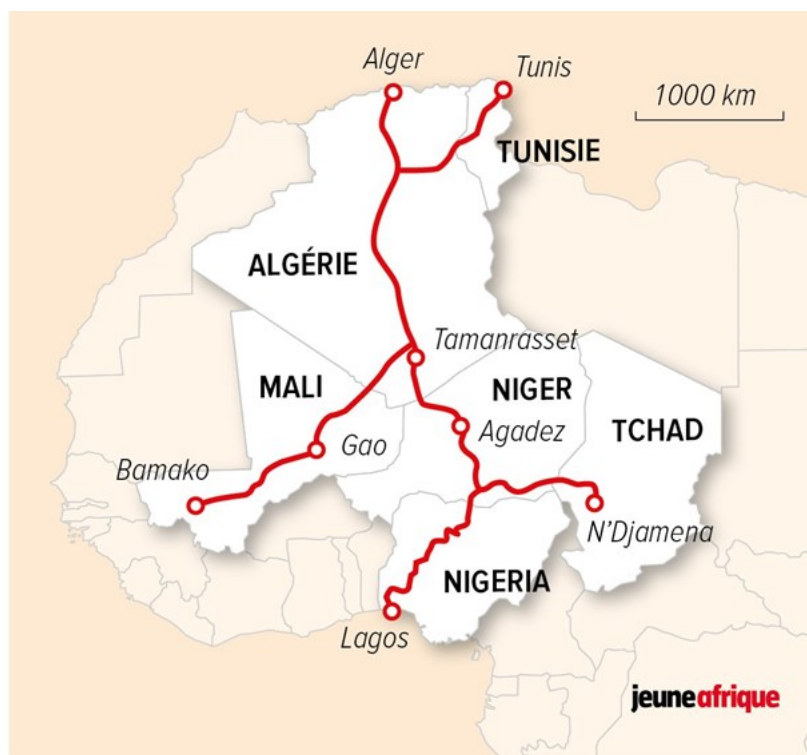 Alger
Tunis
1000 km
TUNISIE
ALGÉRIE
Tamanrasset
MALI
NIGER
Gao
Agadez
TCHAD
Bamako
N'Djamena
NIGERIA
Lagos
jeuneafrique